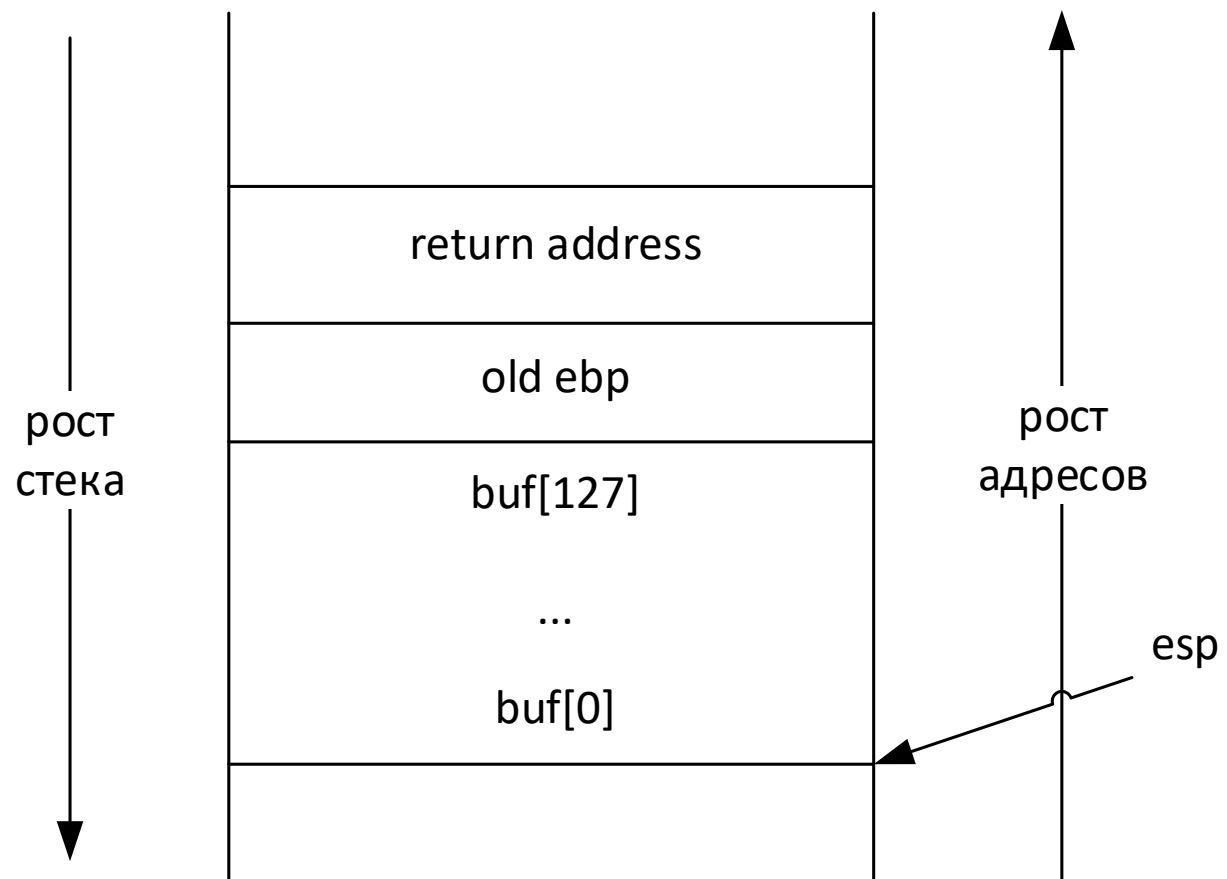 return address
old ebp
рост
стека
рост
адресов
buf[127]
...
buf[0]
esp